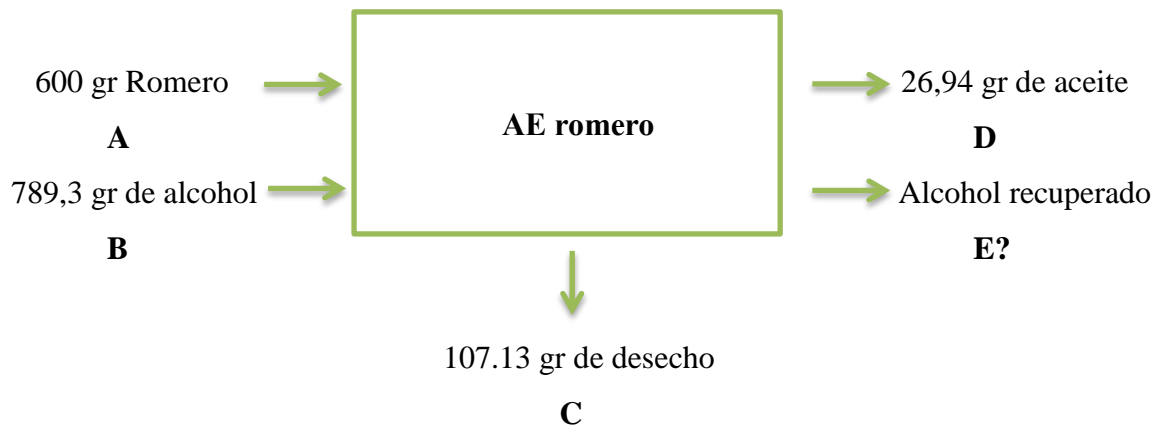 600 gr Romero
A
789,3 gr de alcohol
B
AE romero
26,94 gr de aceite
D
Alcohol recuperado
E?
107.13 gr de desecho
C